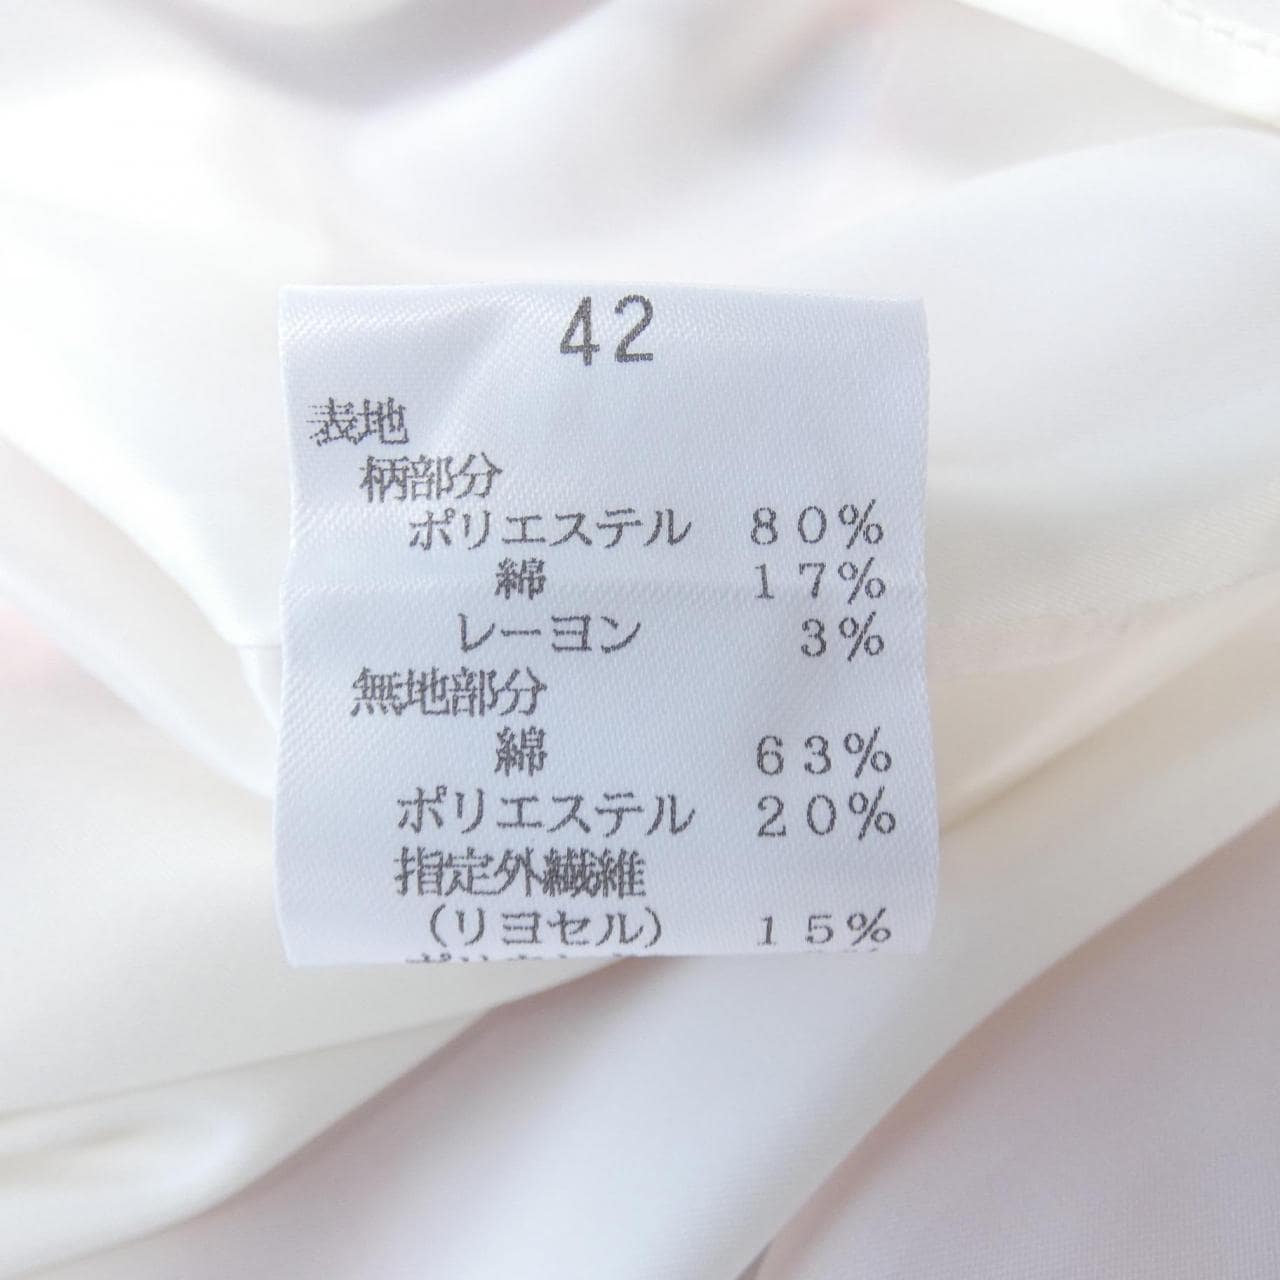 42
表地
柄部分
ポリエステル 80%
綿 17%
レーヨン 3%
無地部分
綿 63%
ポリエステル 20%
指定外繊維
(リヨセル) 15%